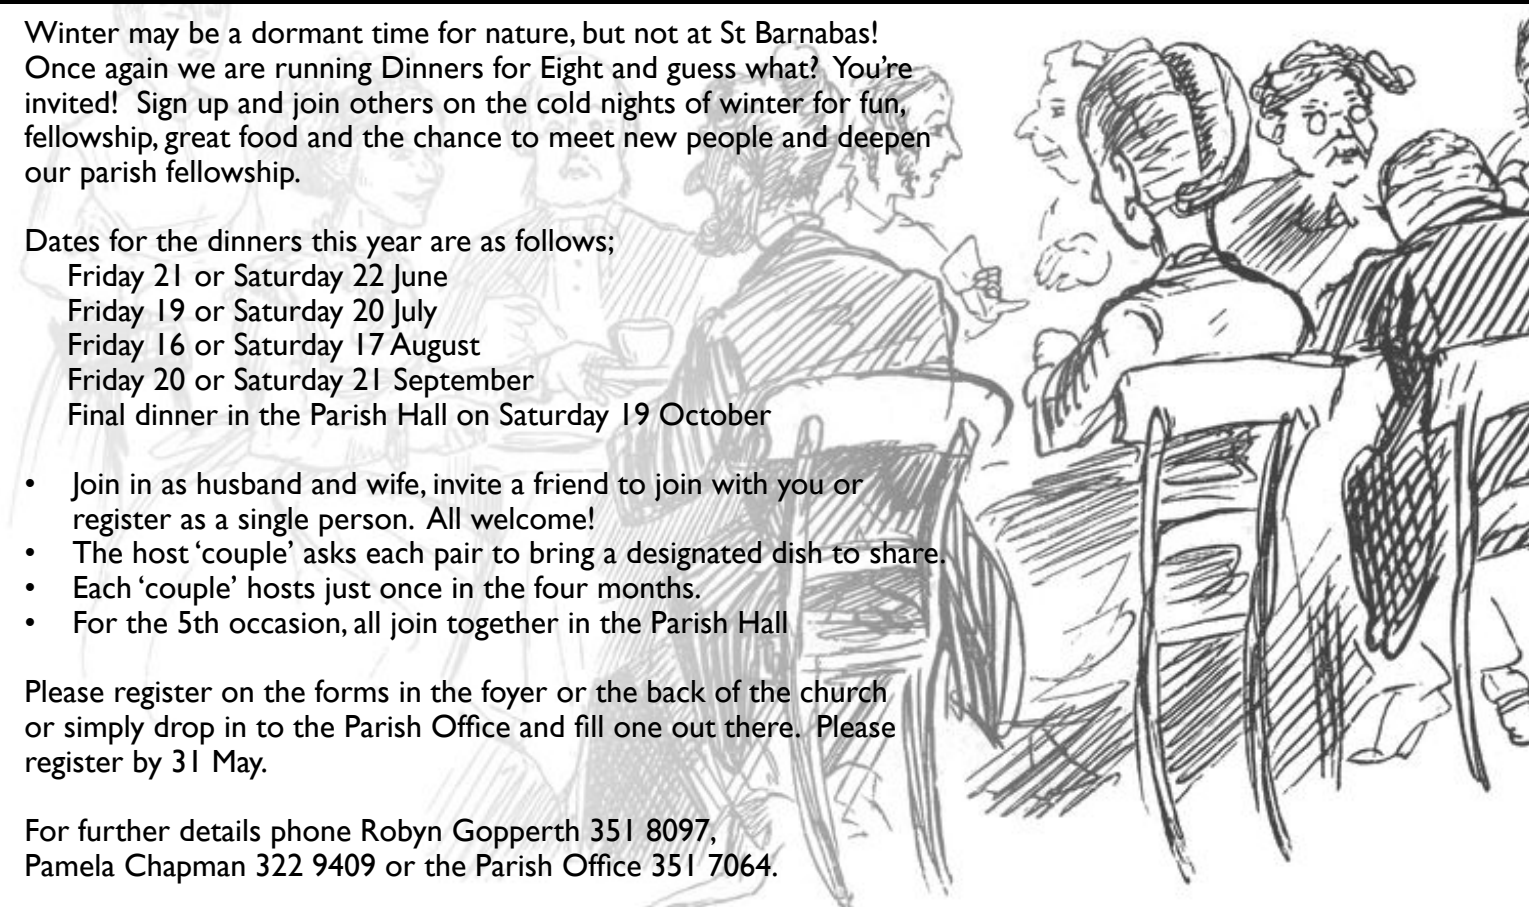 Winter may be a dormant time for nature, but not at St Barnabas!
Once again we are running Dinners for Eight and guess what?  You’re
invited!  Sign up and join others on the cold nights of winter for fun,
fellowship, great food and the chance to meet new people and deepen
our parish fellowship.
Dates for the dinners this year are as follows;
Friday 21 or Saturday 22 June
Friday 19 or Saturday 20 July
Friday 16 or Saturday 17 August
Friday 20 or Saturday 21 September
Final dinner in the Parish Hall on Saturday 19 October
• Join in as husband and wife, invite a friend to join with you or
register as a single person.  All welcome!
• The host ‘couple’ asks each pair to bring a designated dish to share.
• Each ‘couple’ hosts just once in the four months.
• For the 5th occasion, all join together in the Parish Hall
Please register on the forms in the foyer or the back of the church
or simply drop in to the Parish Office and fill one out there.  Please
register by 31 May.
For further details phone Robyn Gopperth 351 8097,
Pamela Chapman 322 9409 or the Parish Office 351 7064.